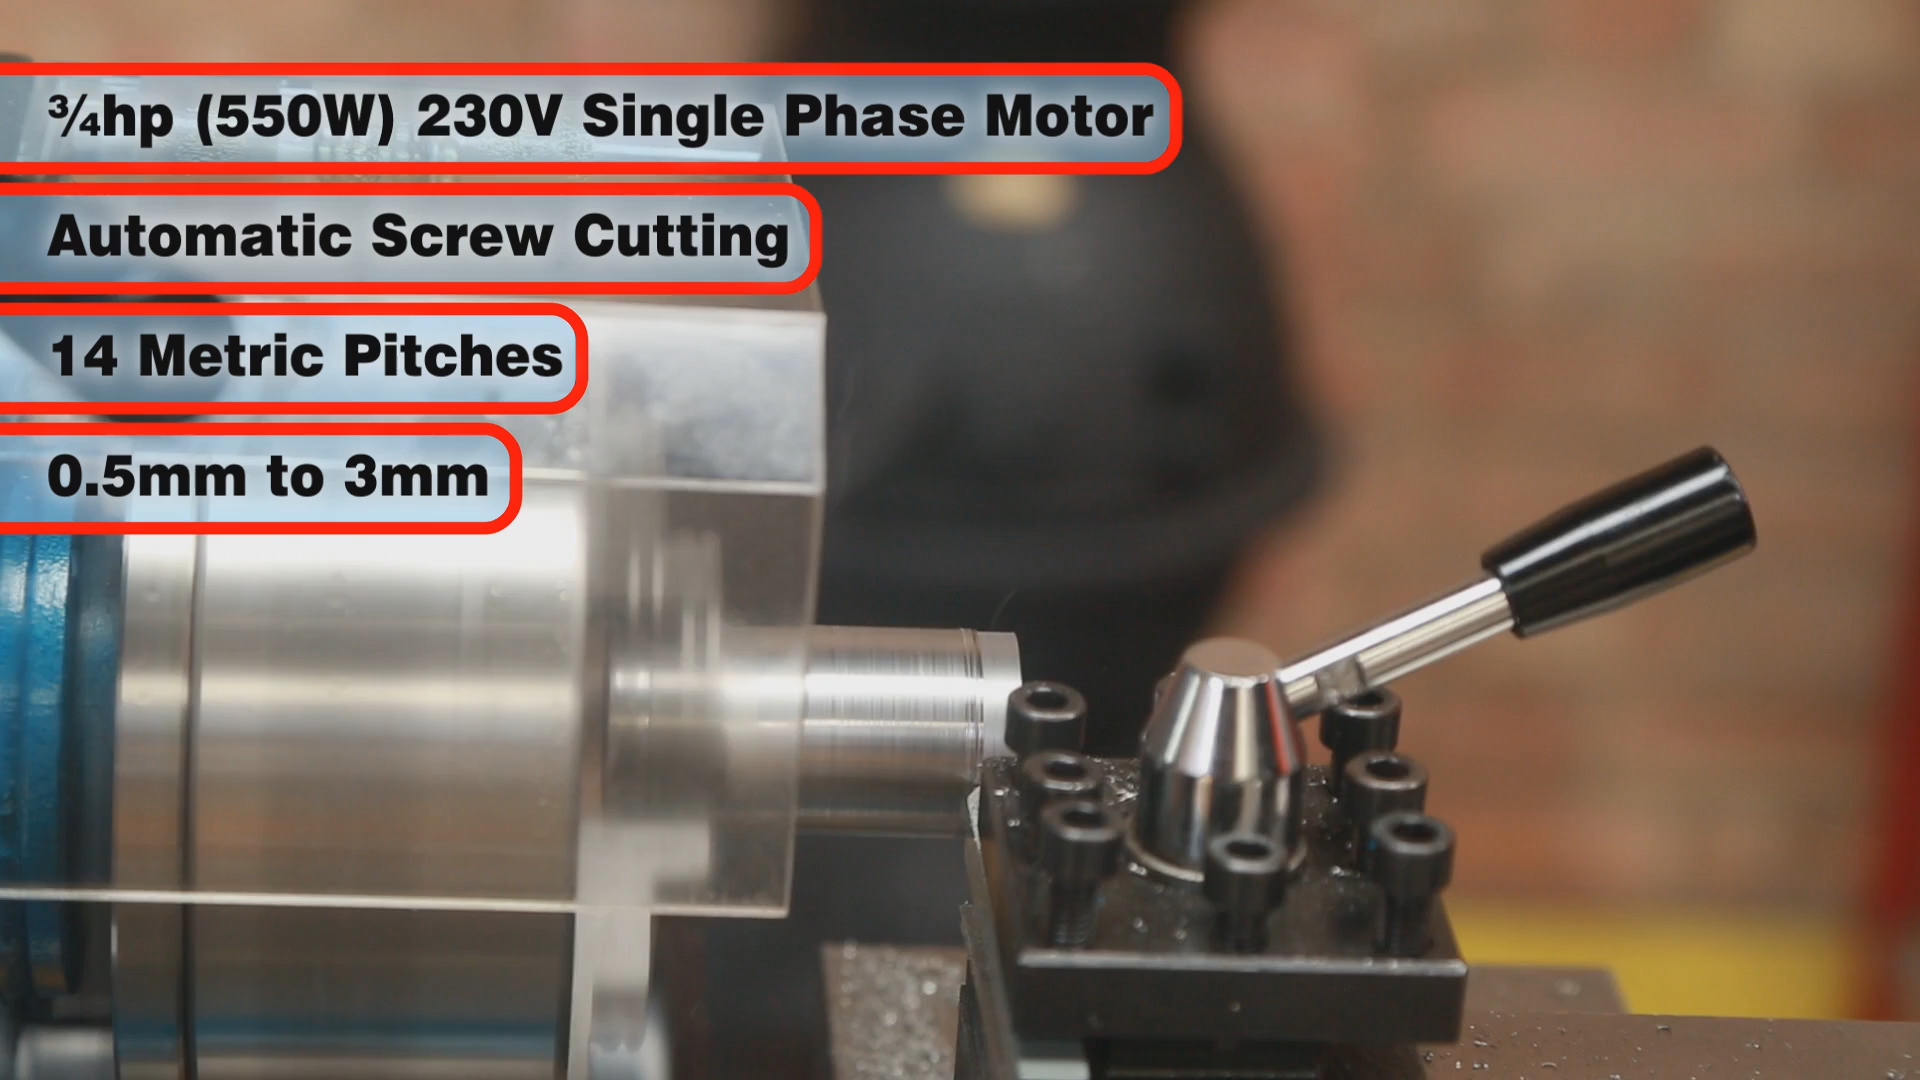 ¾hp (550W) 230V Single Phase Motor
Automatic Screw Cutting
14 Metric Pitches
0.5mm to 3mm